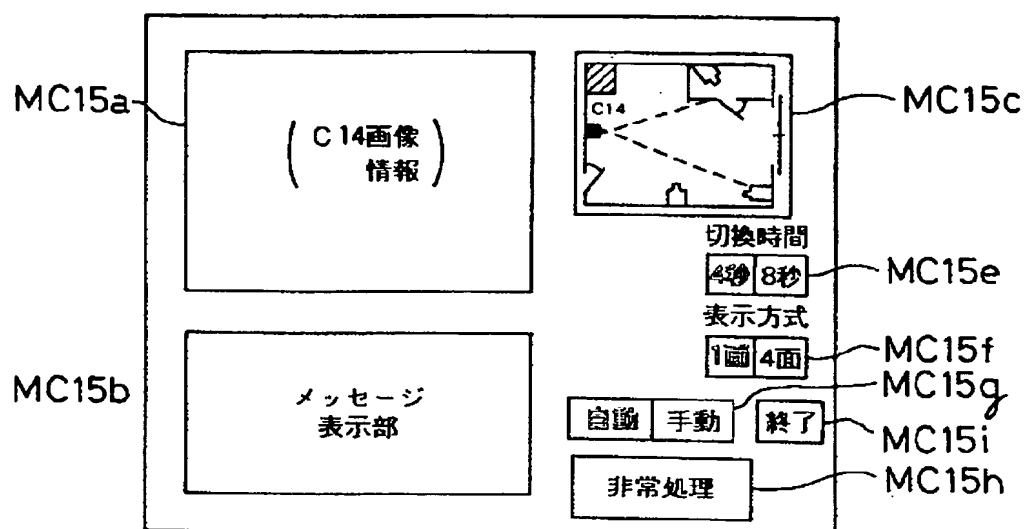 MC15a
(C14画像
情報)
MC15c
C14
切換時間
4秒 8秒
MC15e
表示方式
1面 4面
MC15f
MC15b
メッセージ
表示部
MC15g
自動 手動
終了
MC15i
非常処理
MC15h